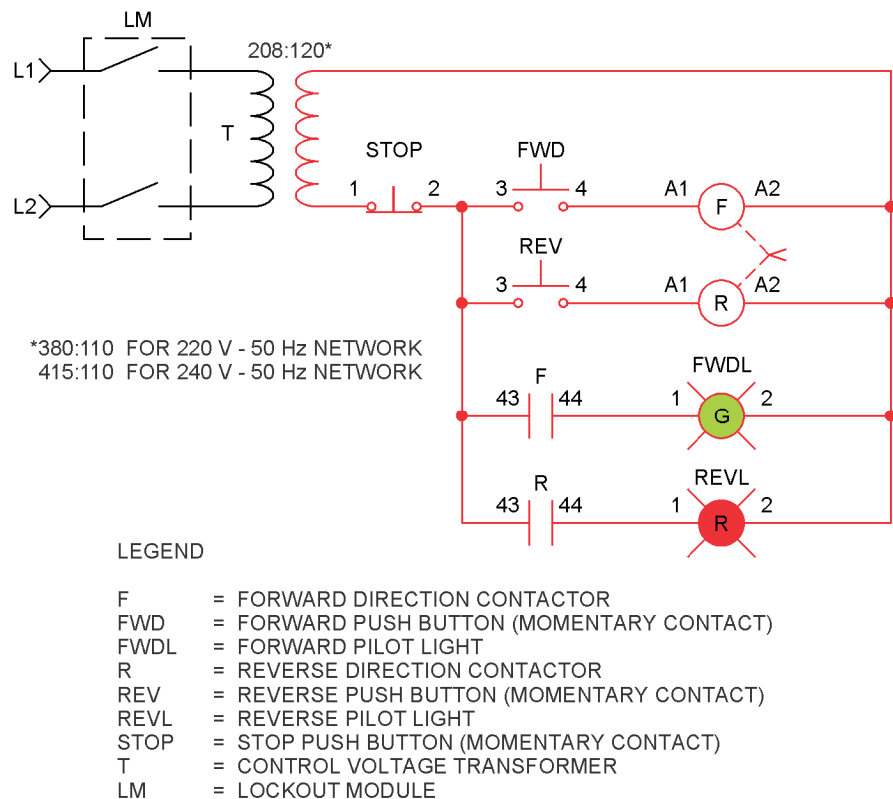 LM
208:120*
L1
T
STOP
FWD
1 2 3 4 A1 F A2
L2
REV
3 4 A1 R A2
*380:110 FOR 220 V - 50 Hz NETWORK
415:110 FOR 240 V - 50 Hz NETWORK
F FWDL
43 44 1 G 2
R REVL
43 44 1 R 2
LEGEND
F = FORWARD DIRECTION CONTACTOR
FWD = FORWARD PUSH BUTTON (MOMENTARY CONTACT)
FWDL = FORWARD PILOT LIGHT
R = REVERSE DIRECTION CONTACTOR
REV = REVERSE PUSH BUTTON (MOMENTARY CONTACT)
REVL = REVERSE PILOT LIGHT
STOP = STOP PUSH BUTTON (MOMENTARY CONTACT)
T = CONTROL VOLTAGE TRANSFORMER
LM = LOCKOUT MODULE